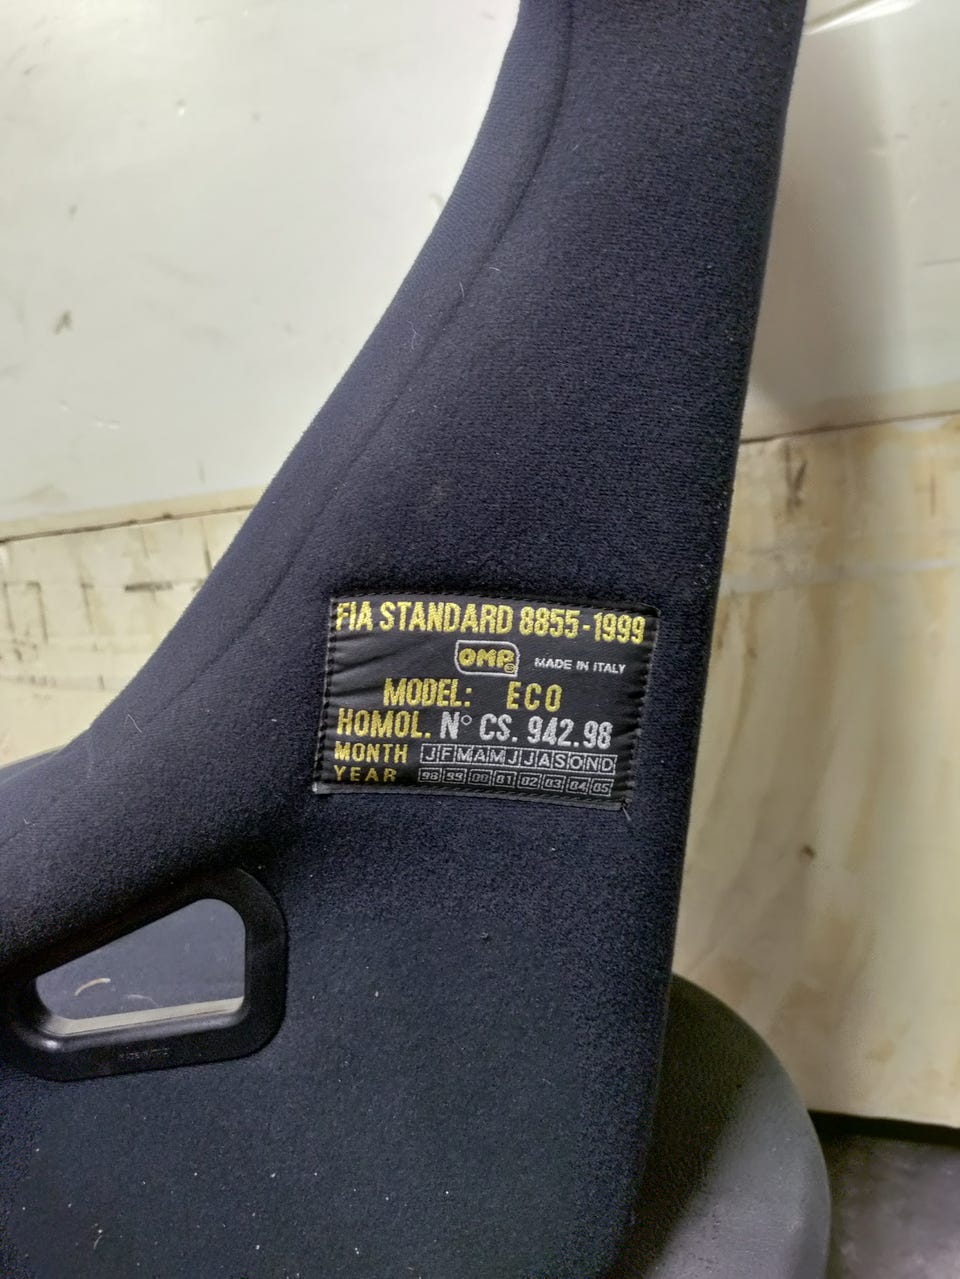 FIA STANDARD 8855-1999
OMP MADE IN ITALY
MODEL: ECO
HOMOL. N° CS. 942.98
MONTH J F M A M J J A S O N D
YEAR 98 99 00 01 02 03 04 05